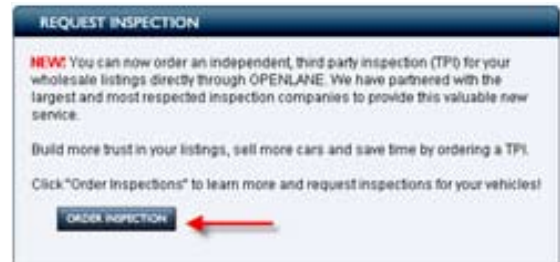 REQUEST INSPECTION
NEW! You can now order an independent, third party inspection (TPI) for your
wholesale listings directly through OPENLANE. We have partnered with the
largest and most respected inspection companies to provide this valuable new
service.
Build more trust in your listings, sell more cars and save time by ordering a TPI.
Click "Order Inspections" to learn more and request inspections for your vehicles!
ORDER INSPECTION